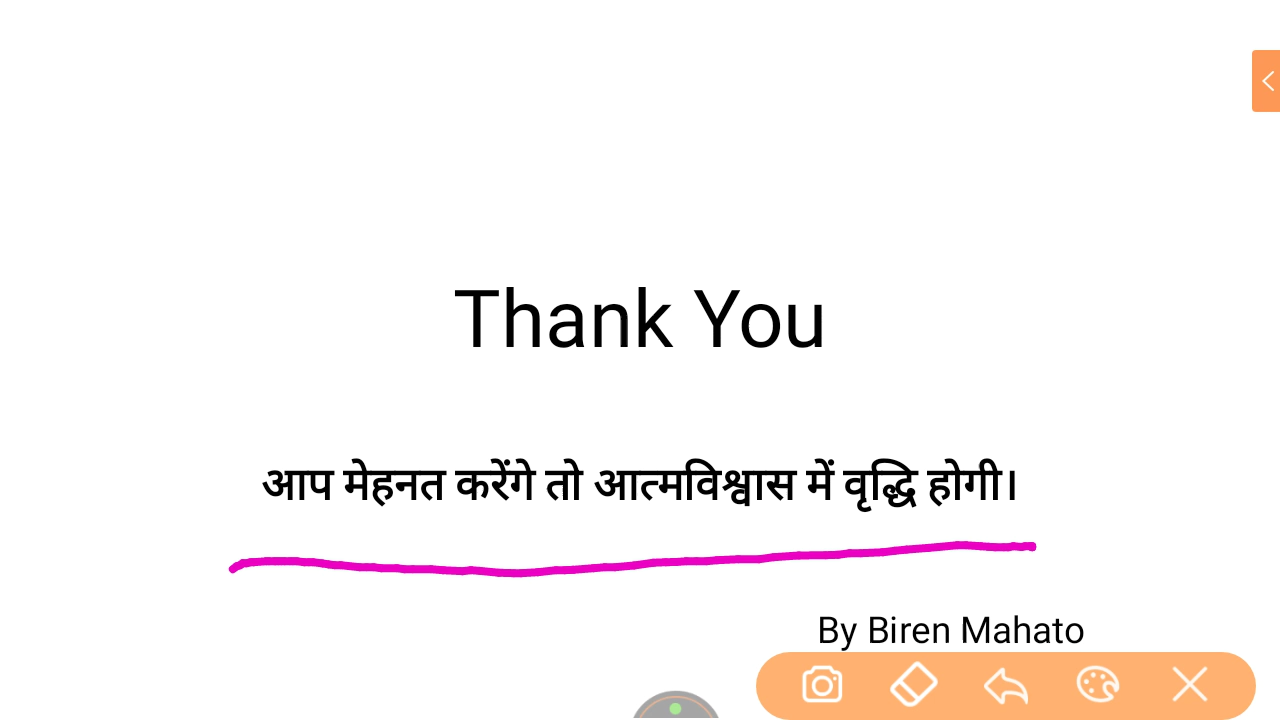 Thank You
आप मेहनत करेंगे तो आत्मविश्वास में वृद्धि होगी।
By Biren Mahato